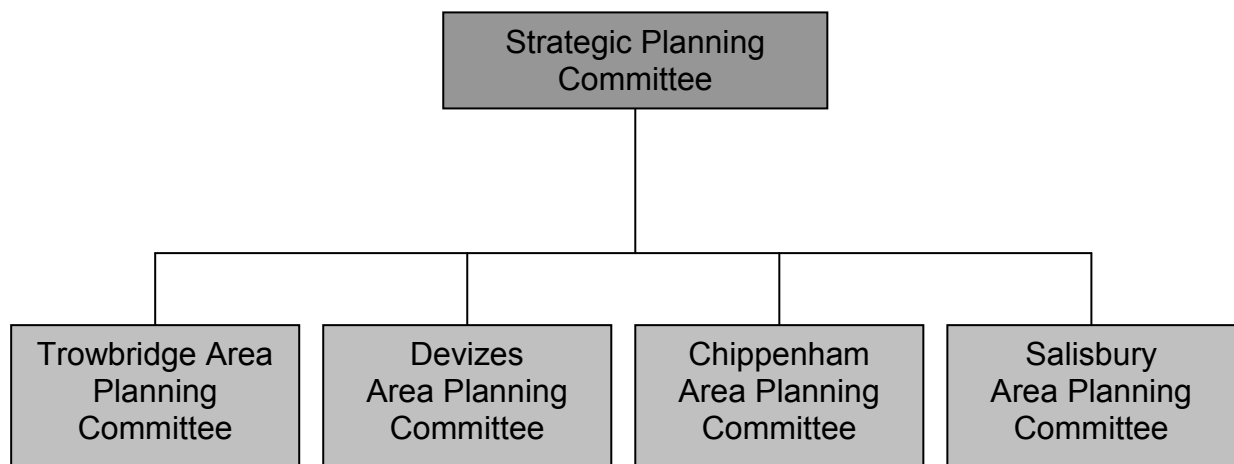 Strategic Planning
Committee
Trowbridge Area
Planning
Committee
Devizes
Area Planning
Committee
Chippenham
Area Planning
Committee
Salisbury
Area Planning
Committee